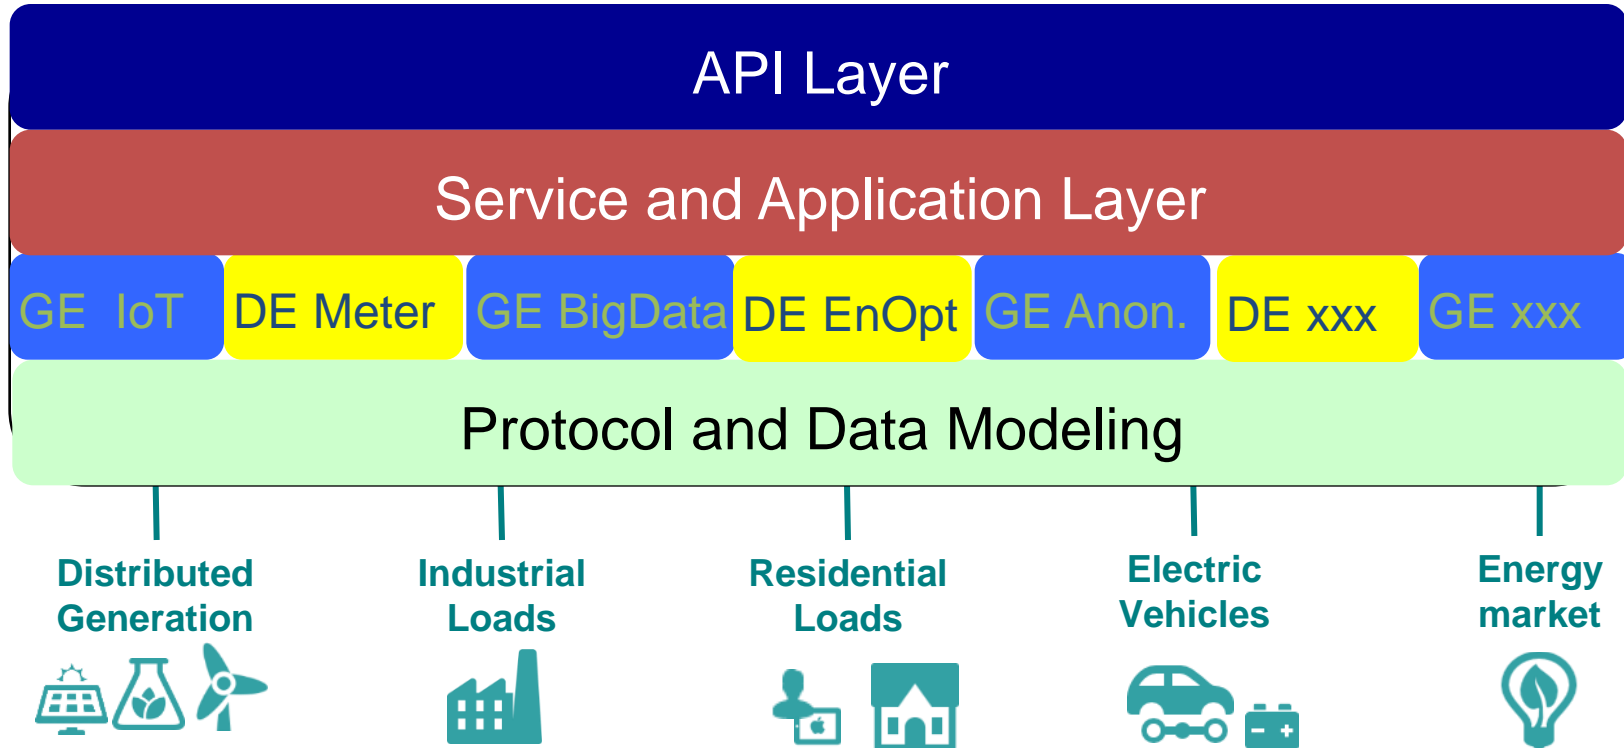 API Layer
Service and Application Layer
GE IoT DE Meter GE BigData DE EnOpt GE Anon. DE xxx GE xxx
Protocol and Data Modeling
Distributed
Generation
Industrial
Loads
Residential
Loads
Electric
Vehicles
Energy
market